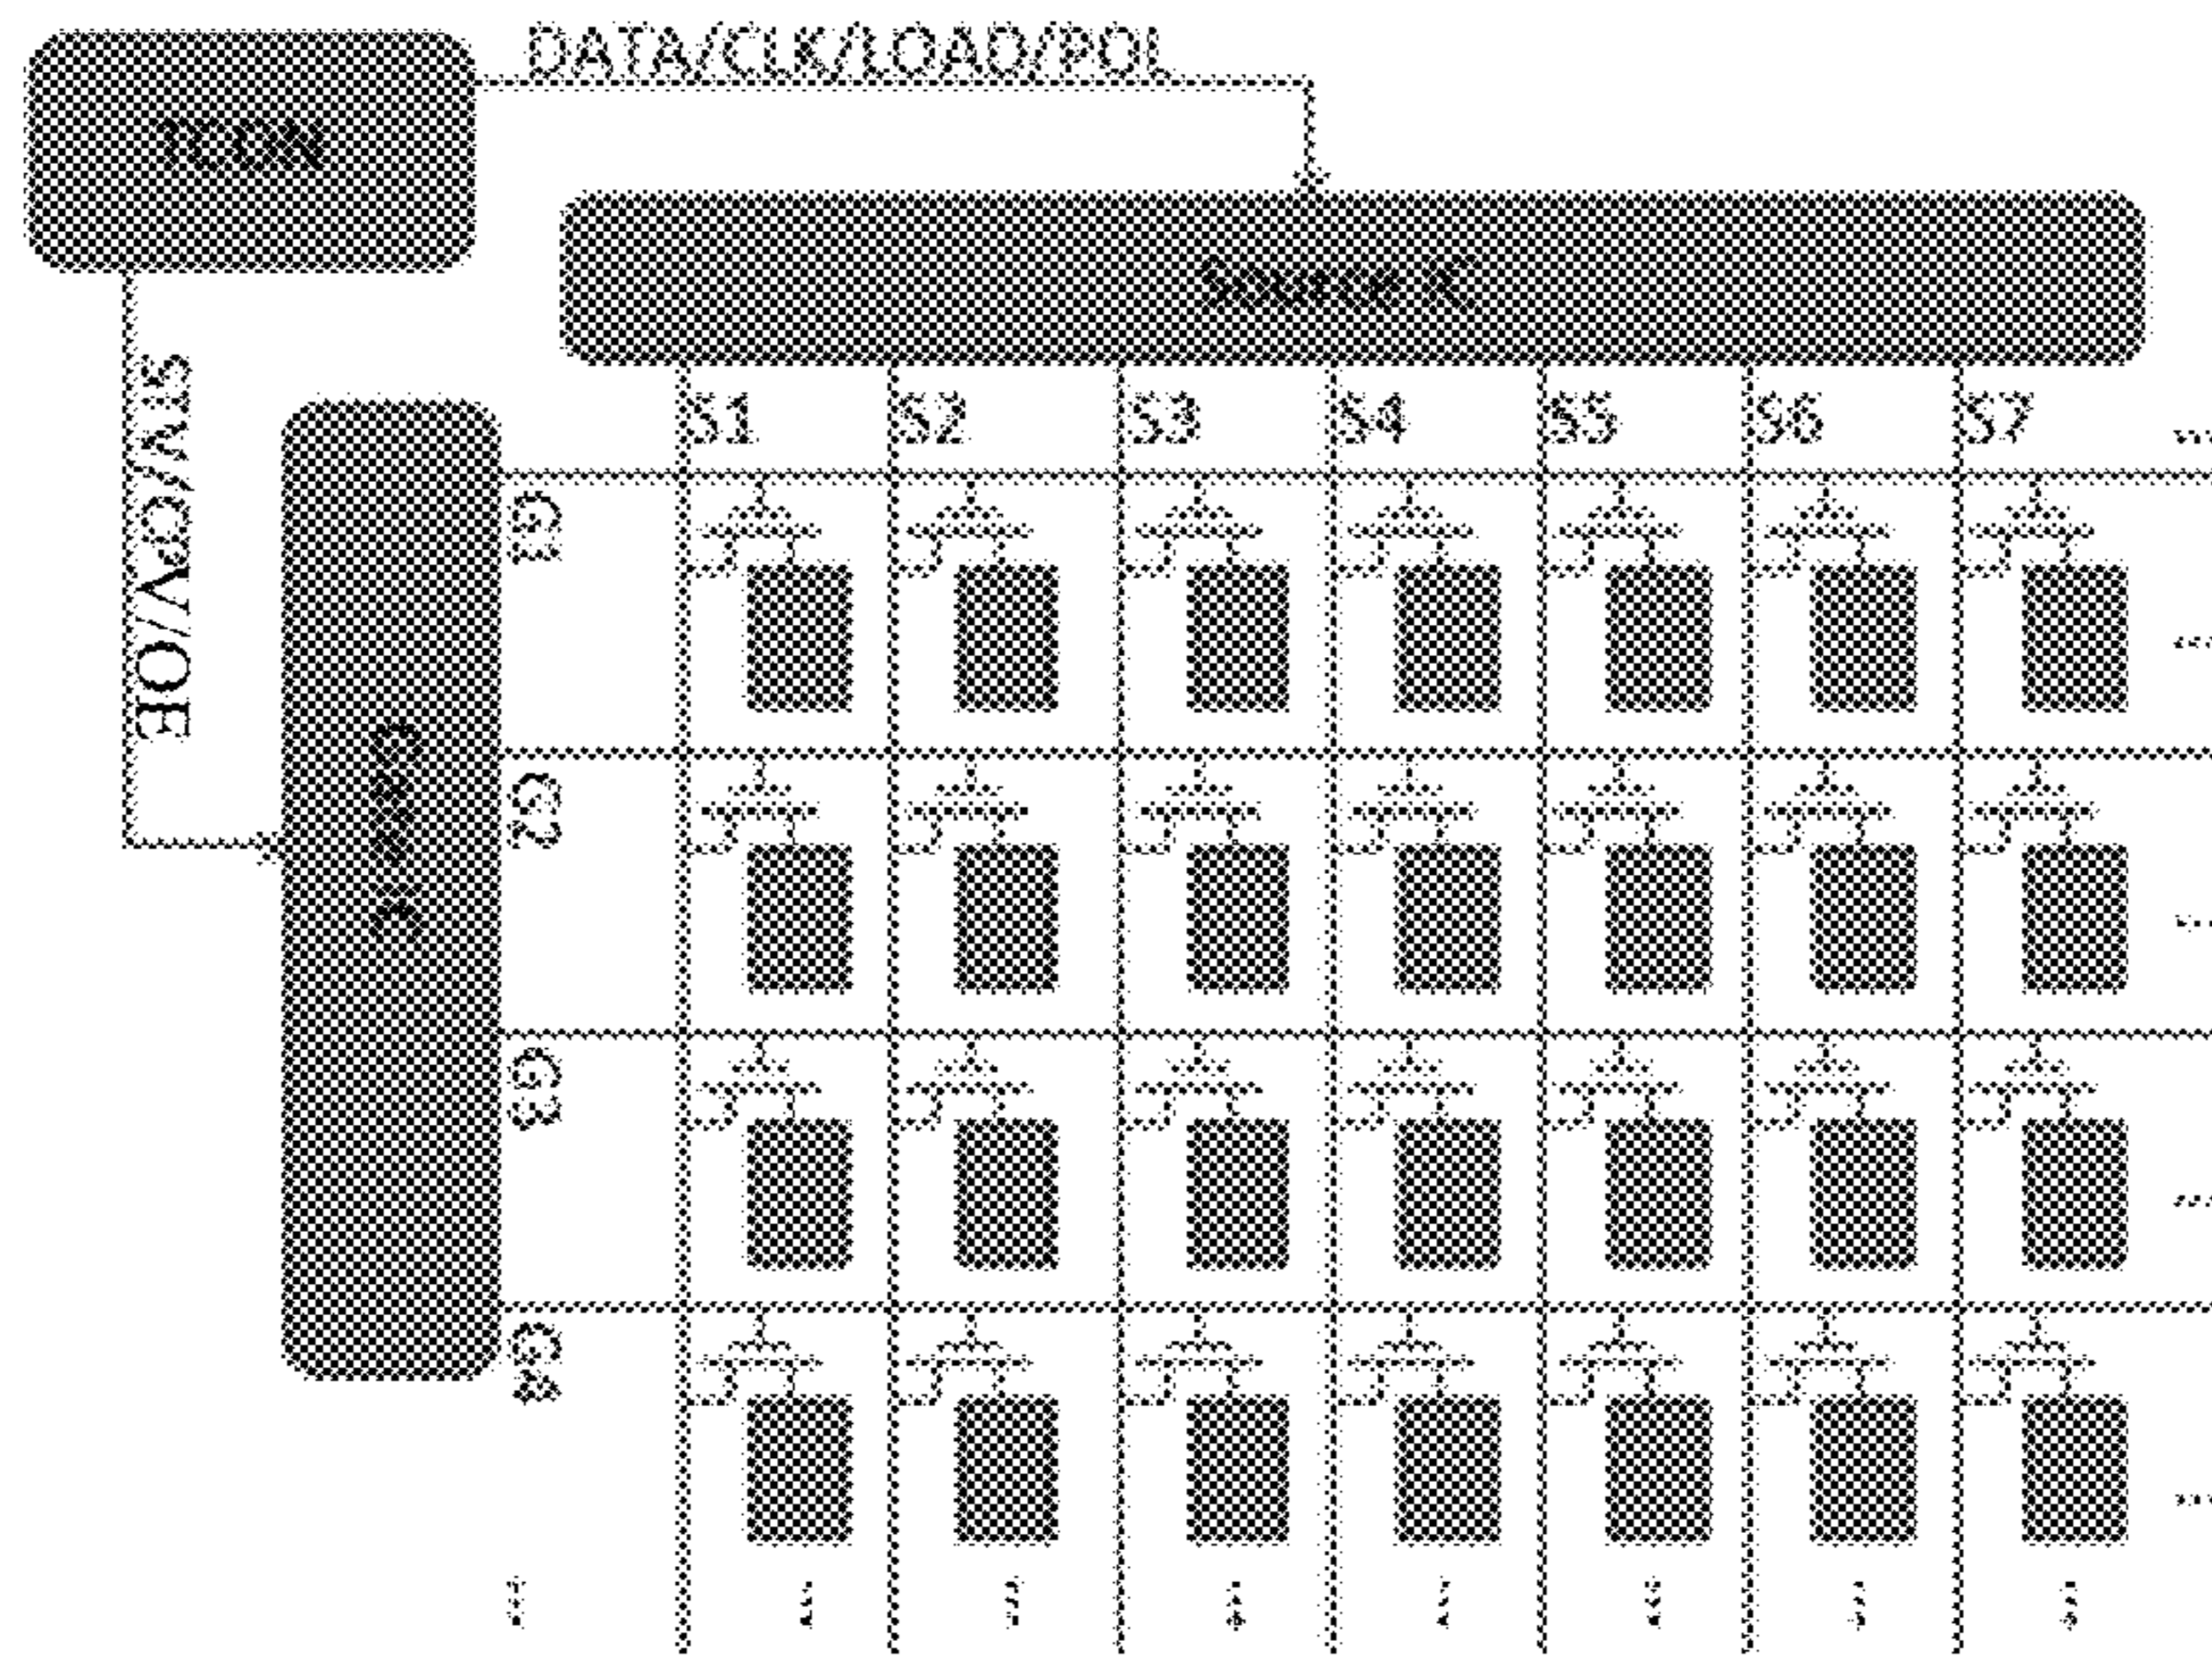 DATA/CLK/LOAD/POL
TCON
Source IC
STV/CPV/OE
S1 S2 S3 S4 S5 S6 S7
G1
Gate IC
G2
G3
G4